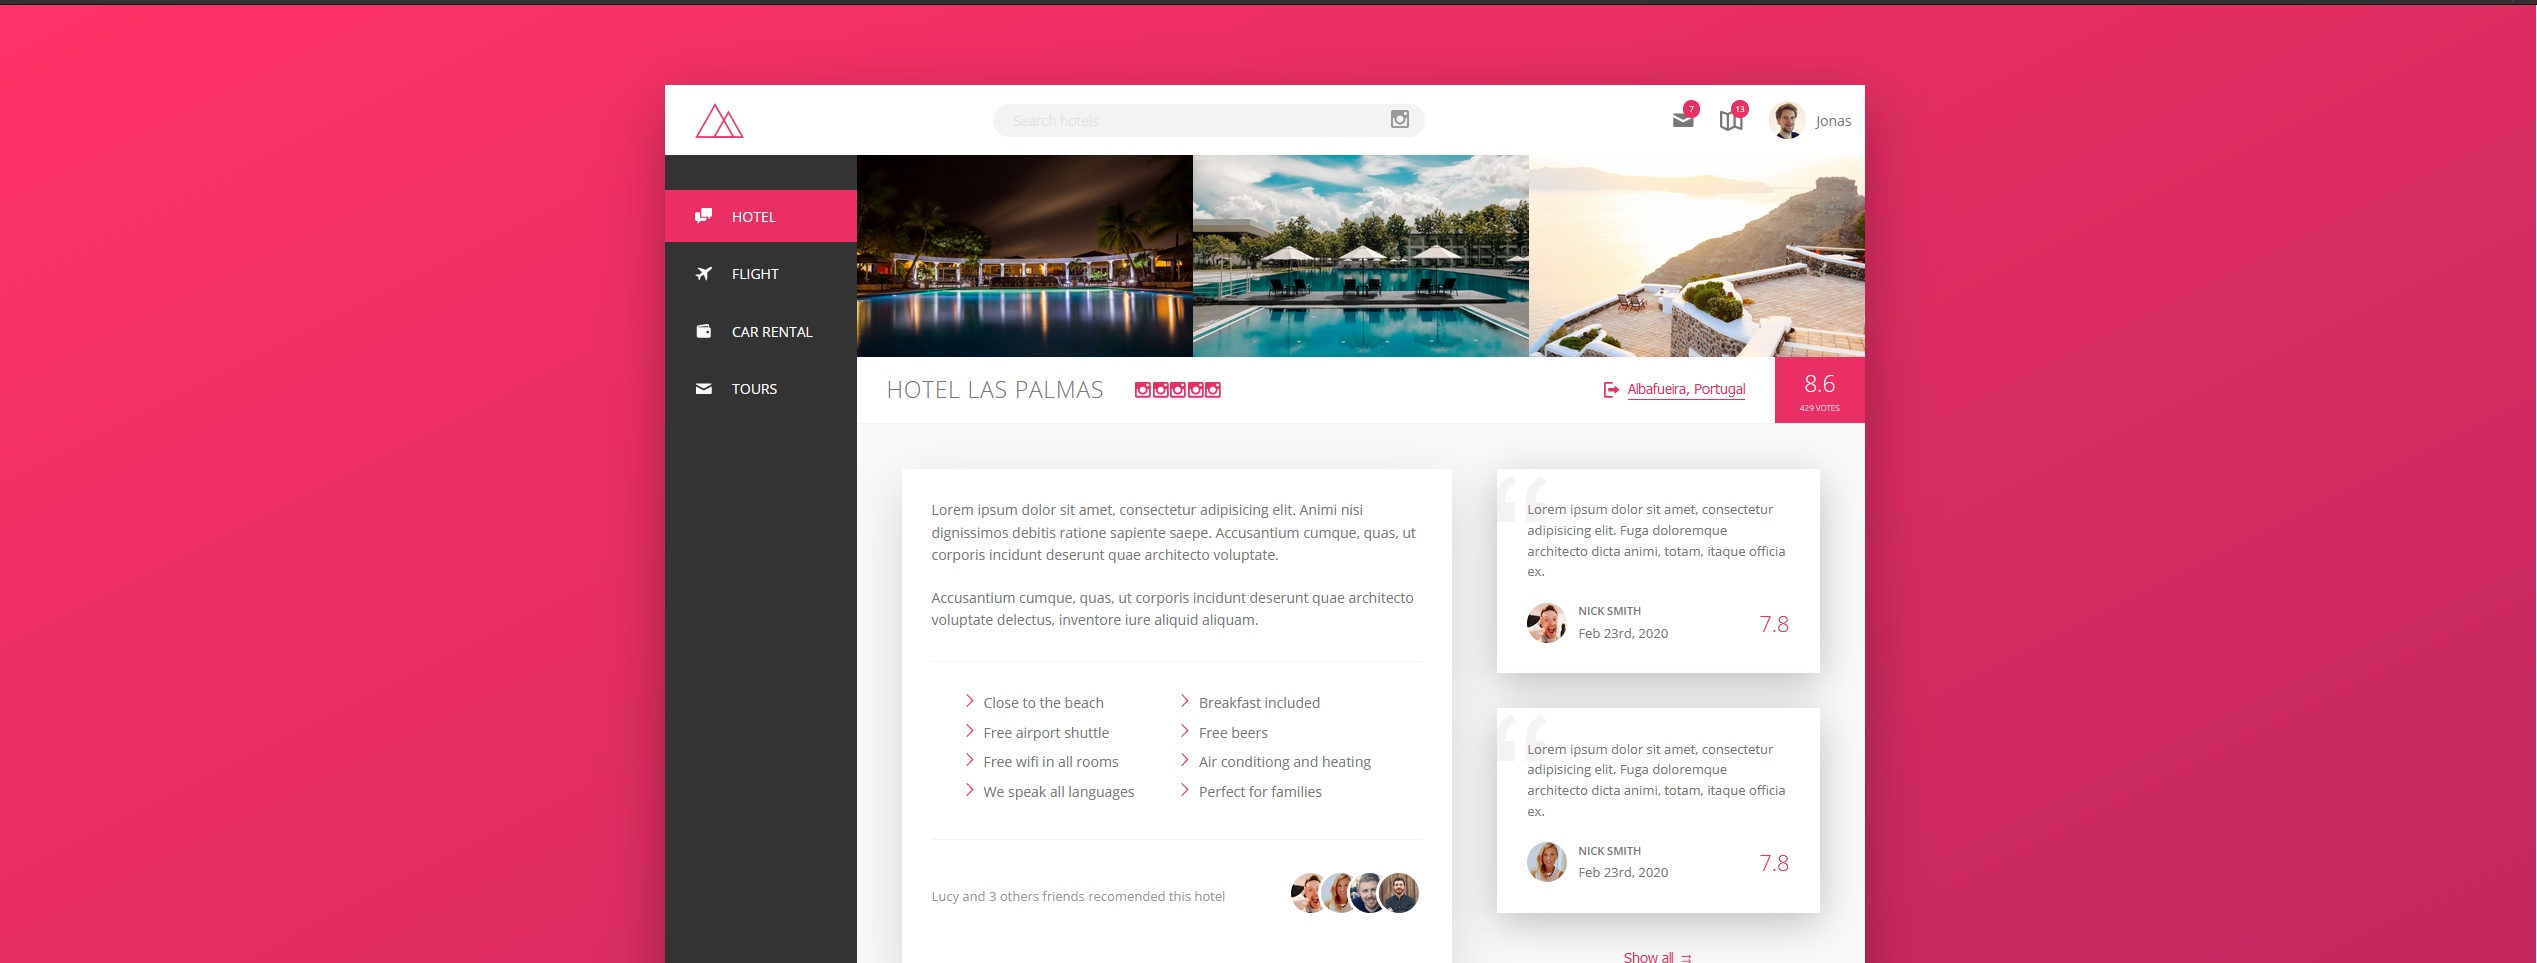 Search hotels
7
13
Jonas
HOTEL
FLIGHT
CAR RENTAL
TOURS
HOTEL LAS PALMAS
Albafueira, Portugal
8.6
429 VOTES
Lorem ipsum dolor sit amet, consectetur adipisicing elit. Animi nisi
dignissimos debitis ratione sapiente saepe. Accusantium cumque, quas, ut
corporis incidunt deserunt quae architecto voluptate.
Accusantium cumque, quas, ut corporis incidunt deserunt quae architecto
voluptate delectus, inventore iure aliquid aliquam.
Close to the beach
Free airport shuttle
Free wifi in all rooms
We speak all languages
Breakfast included
Free beers
Air conditiong and heating
Perfect for families
Lucy and 3 others friends recomended this hotel
Lorem ipsum dolor sit amet, consectetur
adipisicing elit. Fuga doloremque
architecto dicta animi, totam, itaque officia
ex.
NICK SMITH
Feb 23rd, 2020
7.8
Lorem ipsum dolor sit amet, consectetur
adipisicing elit. Fuga doloremque
architecto dicta animi, totam, itaque officia
ex.
NICK SMITH
Feb 23rd, 2020
7.8
Show all